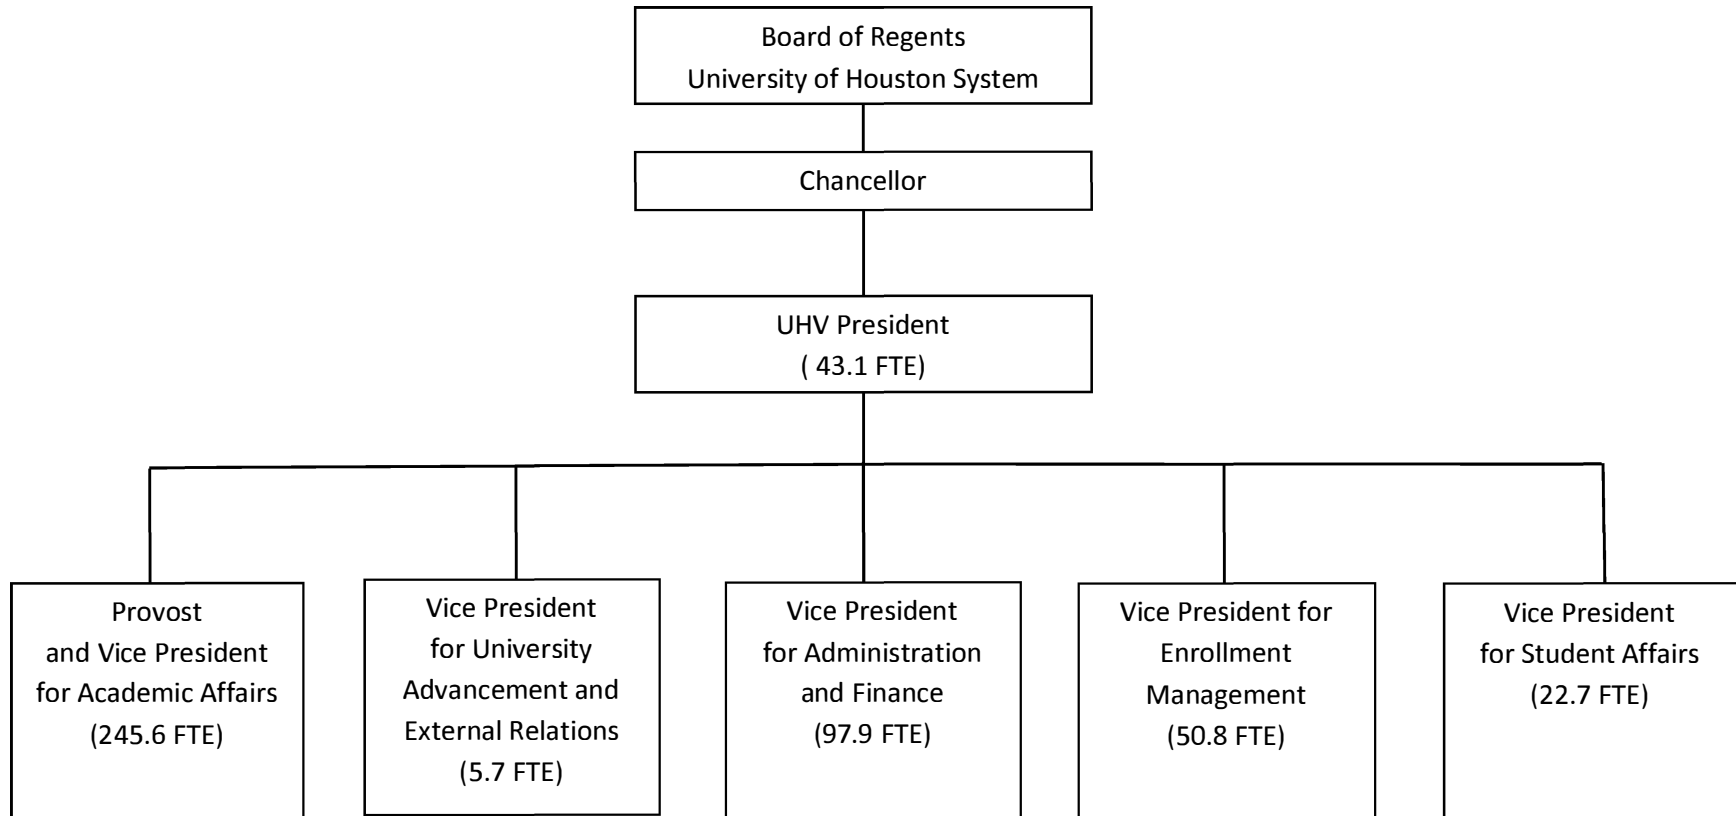 Board of Regents
University of Houston System
Chancellor
UHV President
( 43.1 FTE)
Provost
and Vice President
for Academic Affairs
(245.6 FTE)
Vice President
for University
Advancement and
External Relations
(5.7 FTE)
Vice President
for Administration
and Finance
(97.9 FTE)
Vice President for
Enrollment
Management
(50.8 FTE)
Vice President
for Student Affairs
(22.7 FTE)